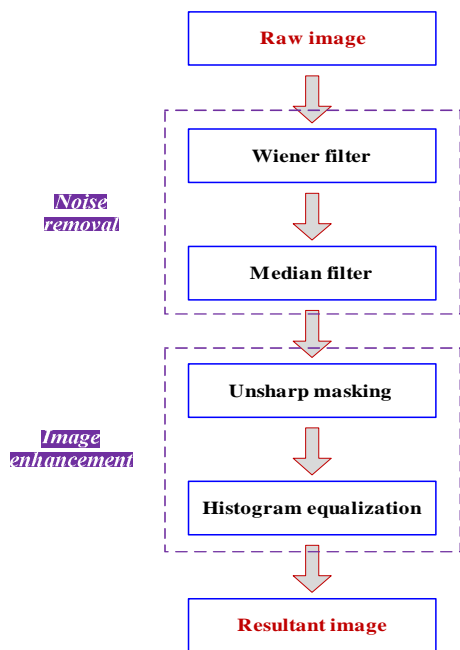 Raw image
Wiener filter
Noise
removal
Median filter
Unsharp masking
Image
enhancement
Histogram equalization
Resultant image